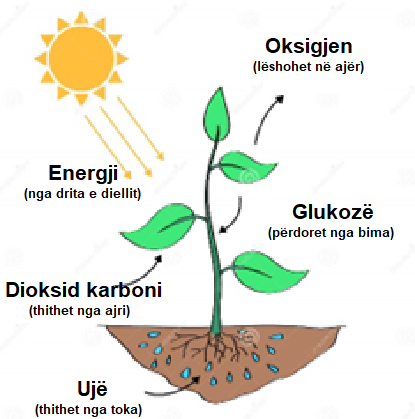 Oksigjen
(lëshohet në ajër)
Energji
(nga drita e diellit)
Glukozë
(përdoret nga bima)
Dioksid karboni
(thithet nga ajri)
Ujë
(thithet nga toka)